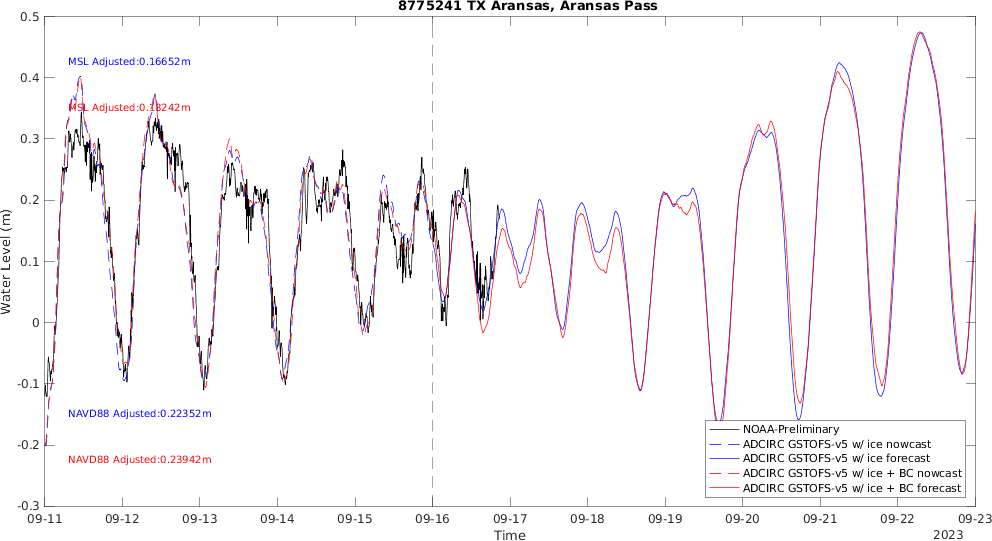 8775241 TX Aransas, Aransas Pass
0.5
0.4
0.3
0.2
0.1
0
-0.1
-0.2
-0.3
Water Level (m)
MSL Adjusted:0.16652m
MSL Adjusted:0.18242m
NAVD88 Adjusted:0.22352m
NAVD88 Adjusted:0.23942m
NOAA-Preliminary
ADCIRC GSTOFS-v5 w/ ice nowcast
ADCIRC GSTOFS-v5 w/ ice forecast
ADCIRC GSTOFS-v5 w/ ice + BC nowcast
ADCIRC GSTOFS-v5 w/ ice + BC forecast
09-11 09-12 09-13 09-14 09-15 09-16 09-17 09-18 09-19 09-20 09-21 09-22 09-23
Time
2023